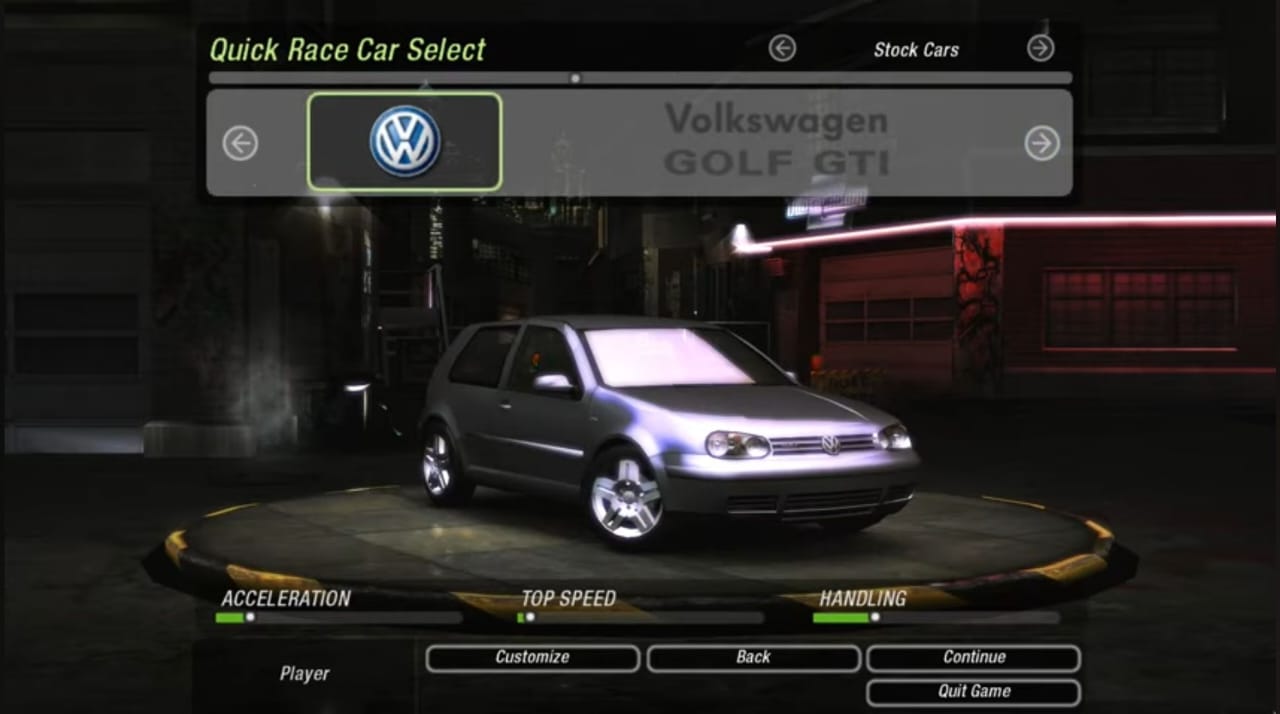 Quick Race Car Select
Stock Cars
Volkswagen
GOLF GTI
ACCELERATION
TOP SPEED
HANDLING
Player
Customize
Back
Continue
Quit Game